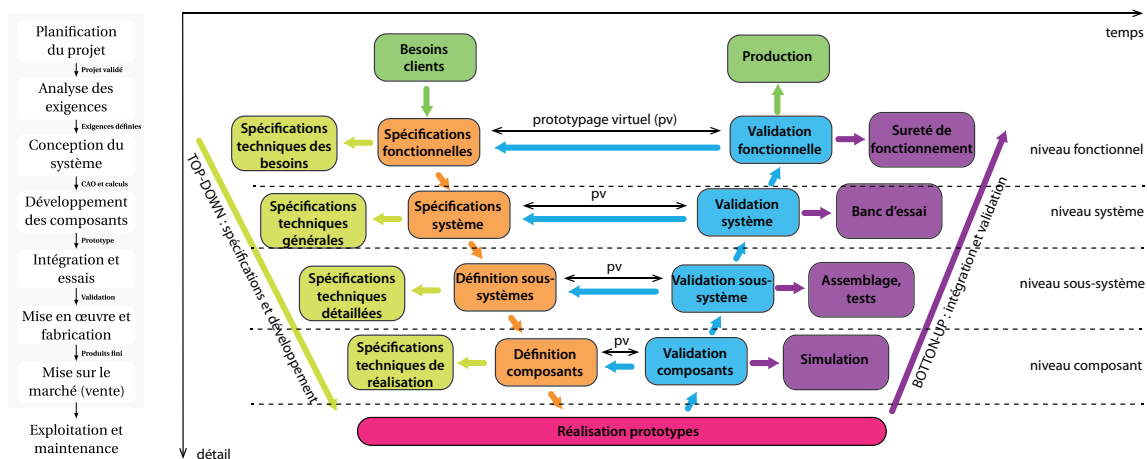 Planification
du projet
Projet validé
Analyse des
exigences
Exigences définies
Conception du
système
CAO et calculs
Développement
des composants
Prototype
Intégration et
essais
Validation
Mise en œuvre et
fabrication
Produits fini
Mise sur le
marché (vente)
Exploitation et
maintenance
temps
détail
Besoins
clients
Production
Spécifications
techniques des
besoins
Spécifications
fonctionnelles
prototypage virtuel (pv)
Validation
fonctionnelle
Sureté de
fonctionnement
niveau fonctionnel
Spécifications
techniques
générales
Spécifications
système
pv
Validation
système
Banc d'essai
niveau système
Spécifications
techniques
détaillées
Définition sous-
systèmes
pv
Validation sous-
système
Assemblage,
tests
niveau sous-système
Spécifications
techniques de
réalisation
Définition
composants
pv
Validation
composants
Simulation
niveau composant
Réalisation prototypes
TOP-DOWN : spécifications et développement
BOTTON-UP : intégration et validation